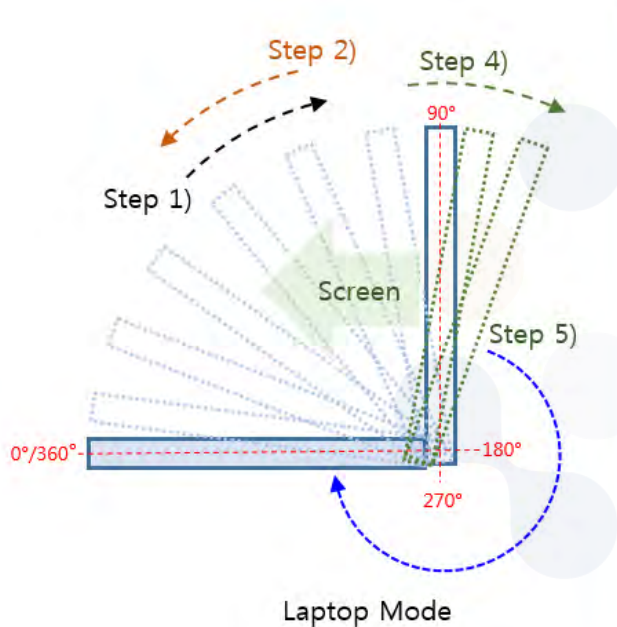 Step 2)
Step 4)
90°
Step 1)
Screen
Step 5)
0°/360°
180°
270°
Laptop Mode